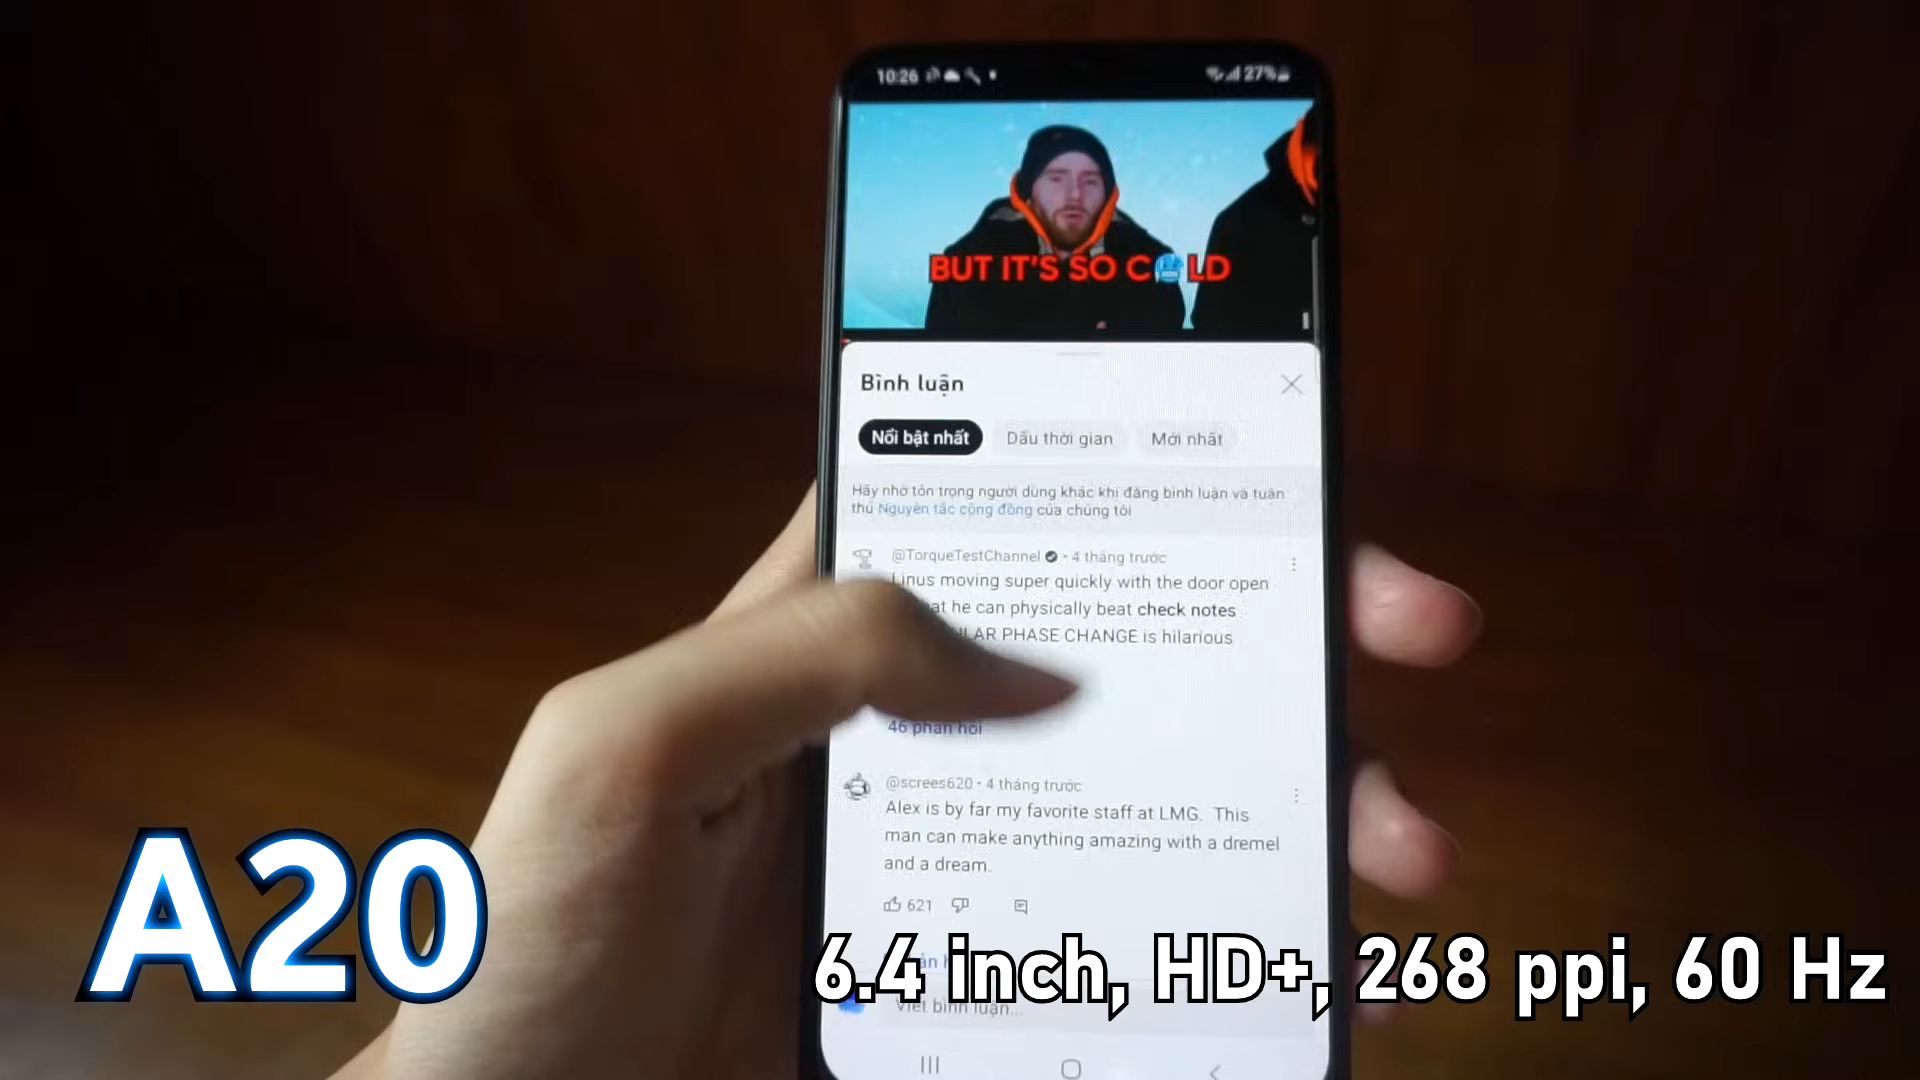 10:26
27%
BUT IT'S SO C🥶LD
Bình luận
Nổi bật nhất
Dấu thời gian
Mới nhất
Hãy nhớ tôn trọng người dùng khác khi đăng bình luận và tuân
thủ Nguyên tắc cộng đồng của chúng tôi
@TorqueTestChannel • 4 tháng trước
Linus moving super quickly with the door open
he can physically beat check notes
PHASE CHANGE is hilarious
46 phản hồi
@screes620 • 4 tháng trước
Alex is by far my favorite staff at LMG. This
man can make anything amazing with a dremel
and a dream.
621
Viết bình luận...
A20
6.4 inch, HD+, 268 ppi, 60 Hz